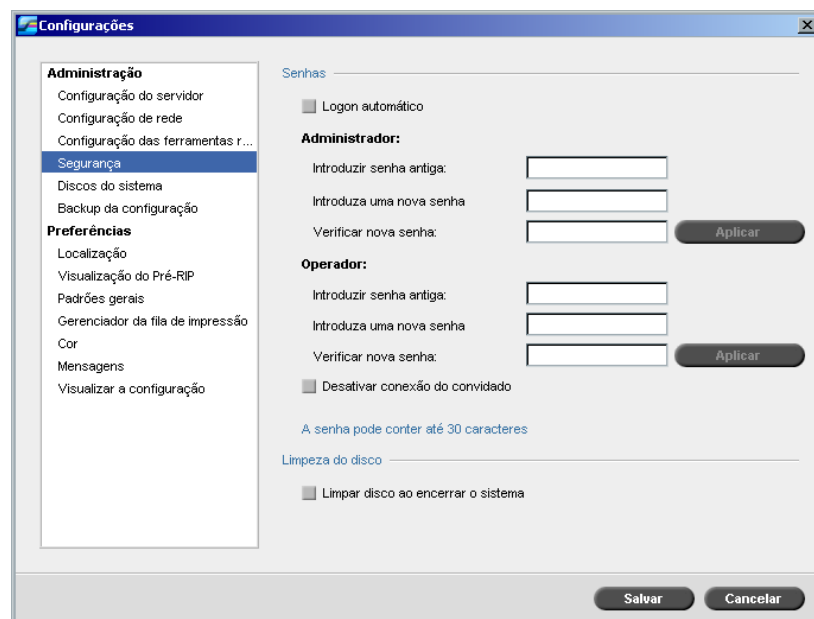 Configurações
Administração
Configuração do servidor
Configuração de rede
Configuração das ferramentas r...
Segurança
Discos do sistema
Backup da configuração
Preferências
Localização
Visualização do Pré-RIP
Padrões gerais
Gerenciador da fila de impressão
Cor
Mensagens
Visualizar a configuração
Senhas
Logon automático
Administrador:
Introduzir senha antiga:
Introduza uma nova senha
Verificar nova senha:
Aplicar
Operador:
Introduzir senha antiga:
Introduza uma nova senha
Verificar nova senha:
Aplicar
Desativar conexão do convidado
A senha pode conter até 30 caracteres
Limpeza do disco
Limpar disco ao encerrar o sistema
Salvar
Cancelar